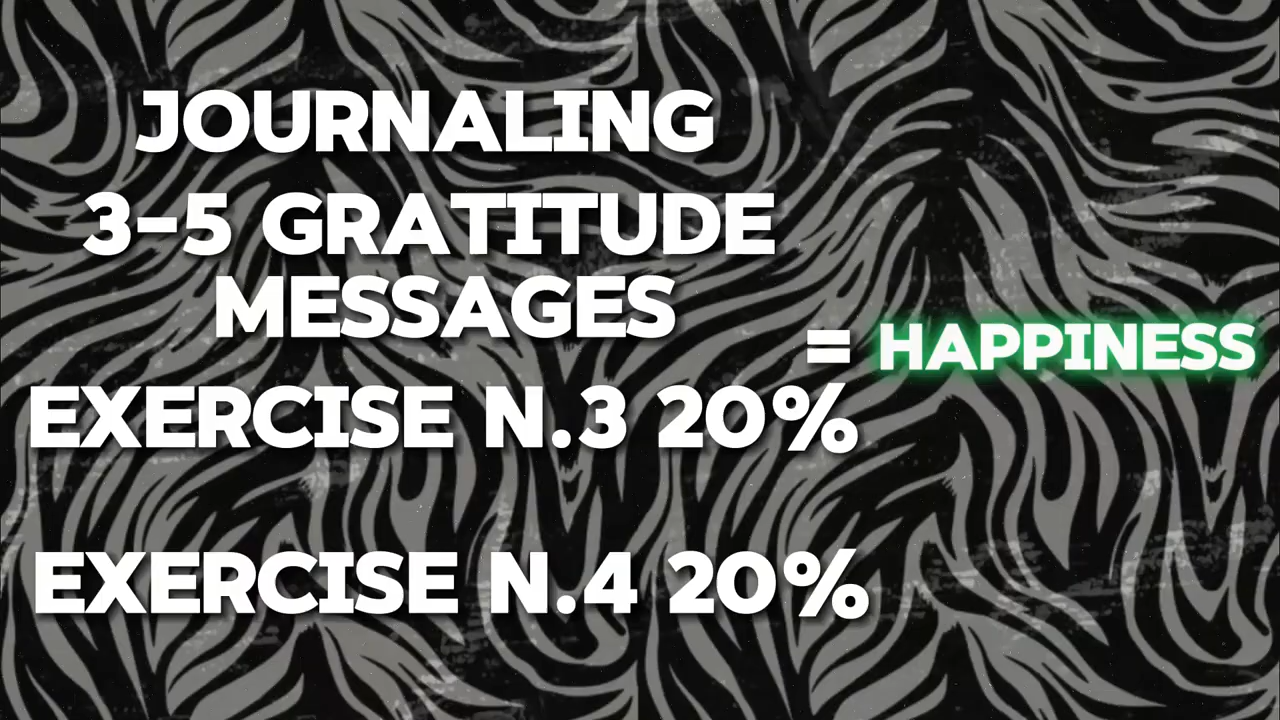 JOURNALING
3-5 GRATITUDE
MESSAGES
= HAPPINESS
EXERCISE N.3 20%
EXERCISE N.4 20%